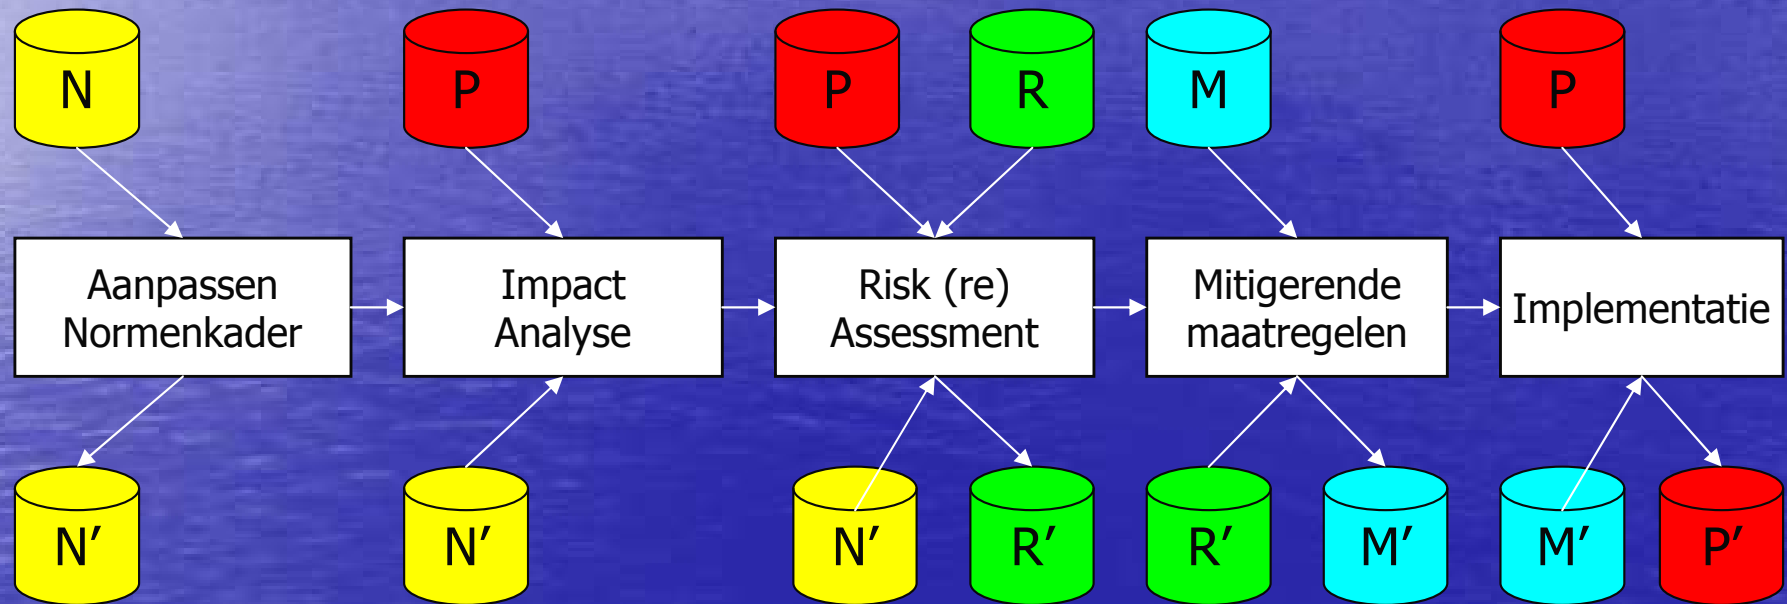 N
P
P
R
M
P
Aanpassen
Normenkader
Impact
Analyse
Risk (re)
Assessment
Mitigerende
maatregelen
Implementatie
N’
N’
N’
R’
R’
M’
M’
P’